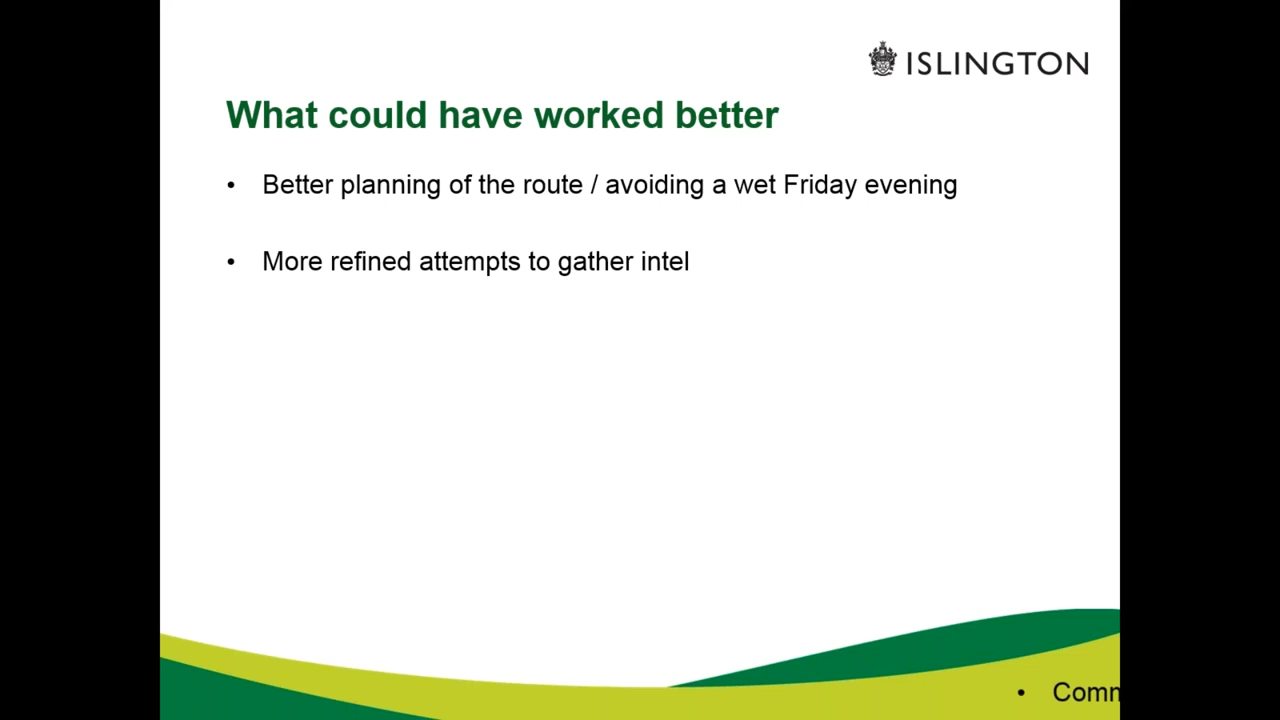 ISLINGTON
What could have worked better
• Better planning of the route / avoiding a wet Friday evening
• More refined attempts to gather intel
• Comm